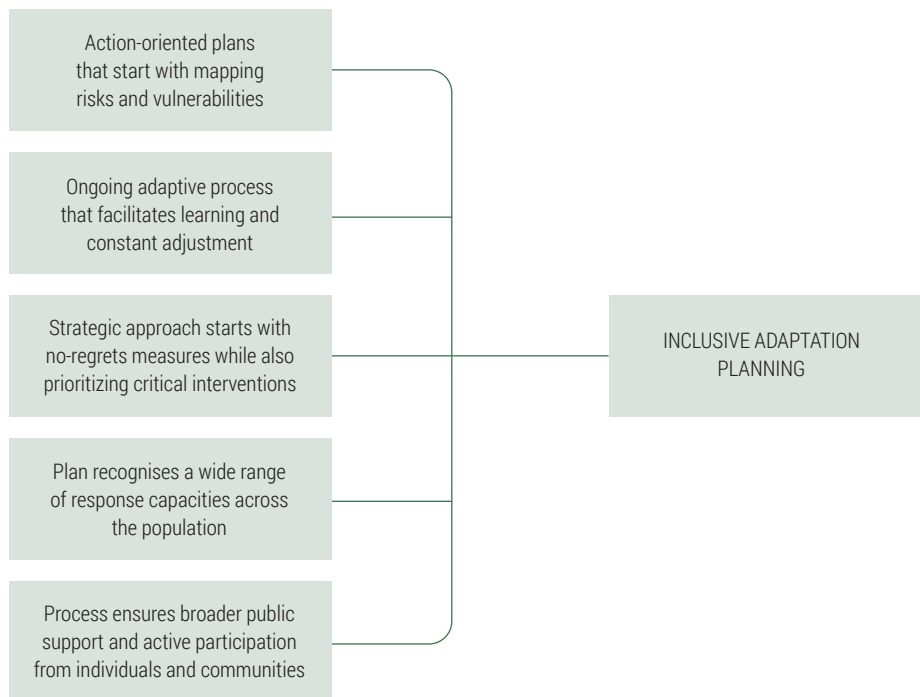 Action-oriented plans
that start with mapping
risks and vulnerabilities
Ongoing adaptive process
that facilitates learning and
constant adjustment
Strategic approach starts with
no-regrets measures while also
prioritizing critical interventions
Plan recognises a wide range
of response capacities across
the population
Process ensures broader public
support and active participation
from individuals and communities
INCLUSIVE ADAPTATION
PLANNING